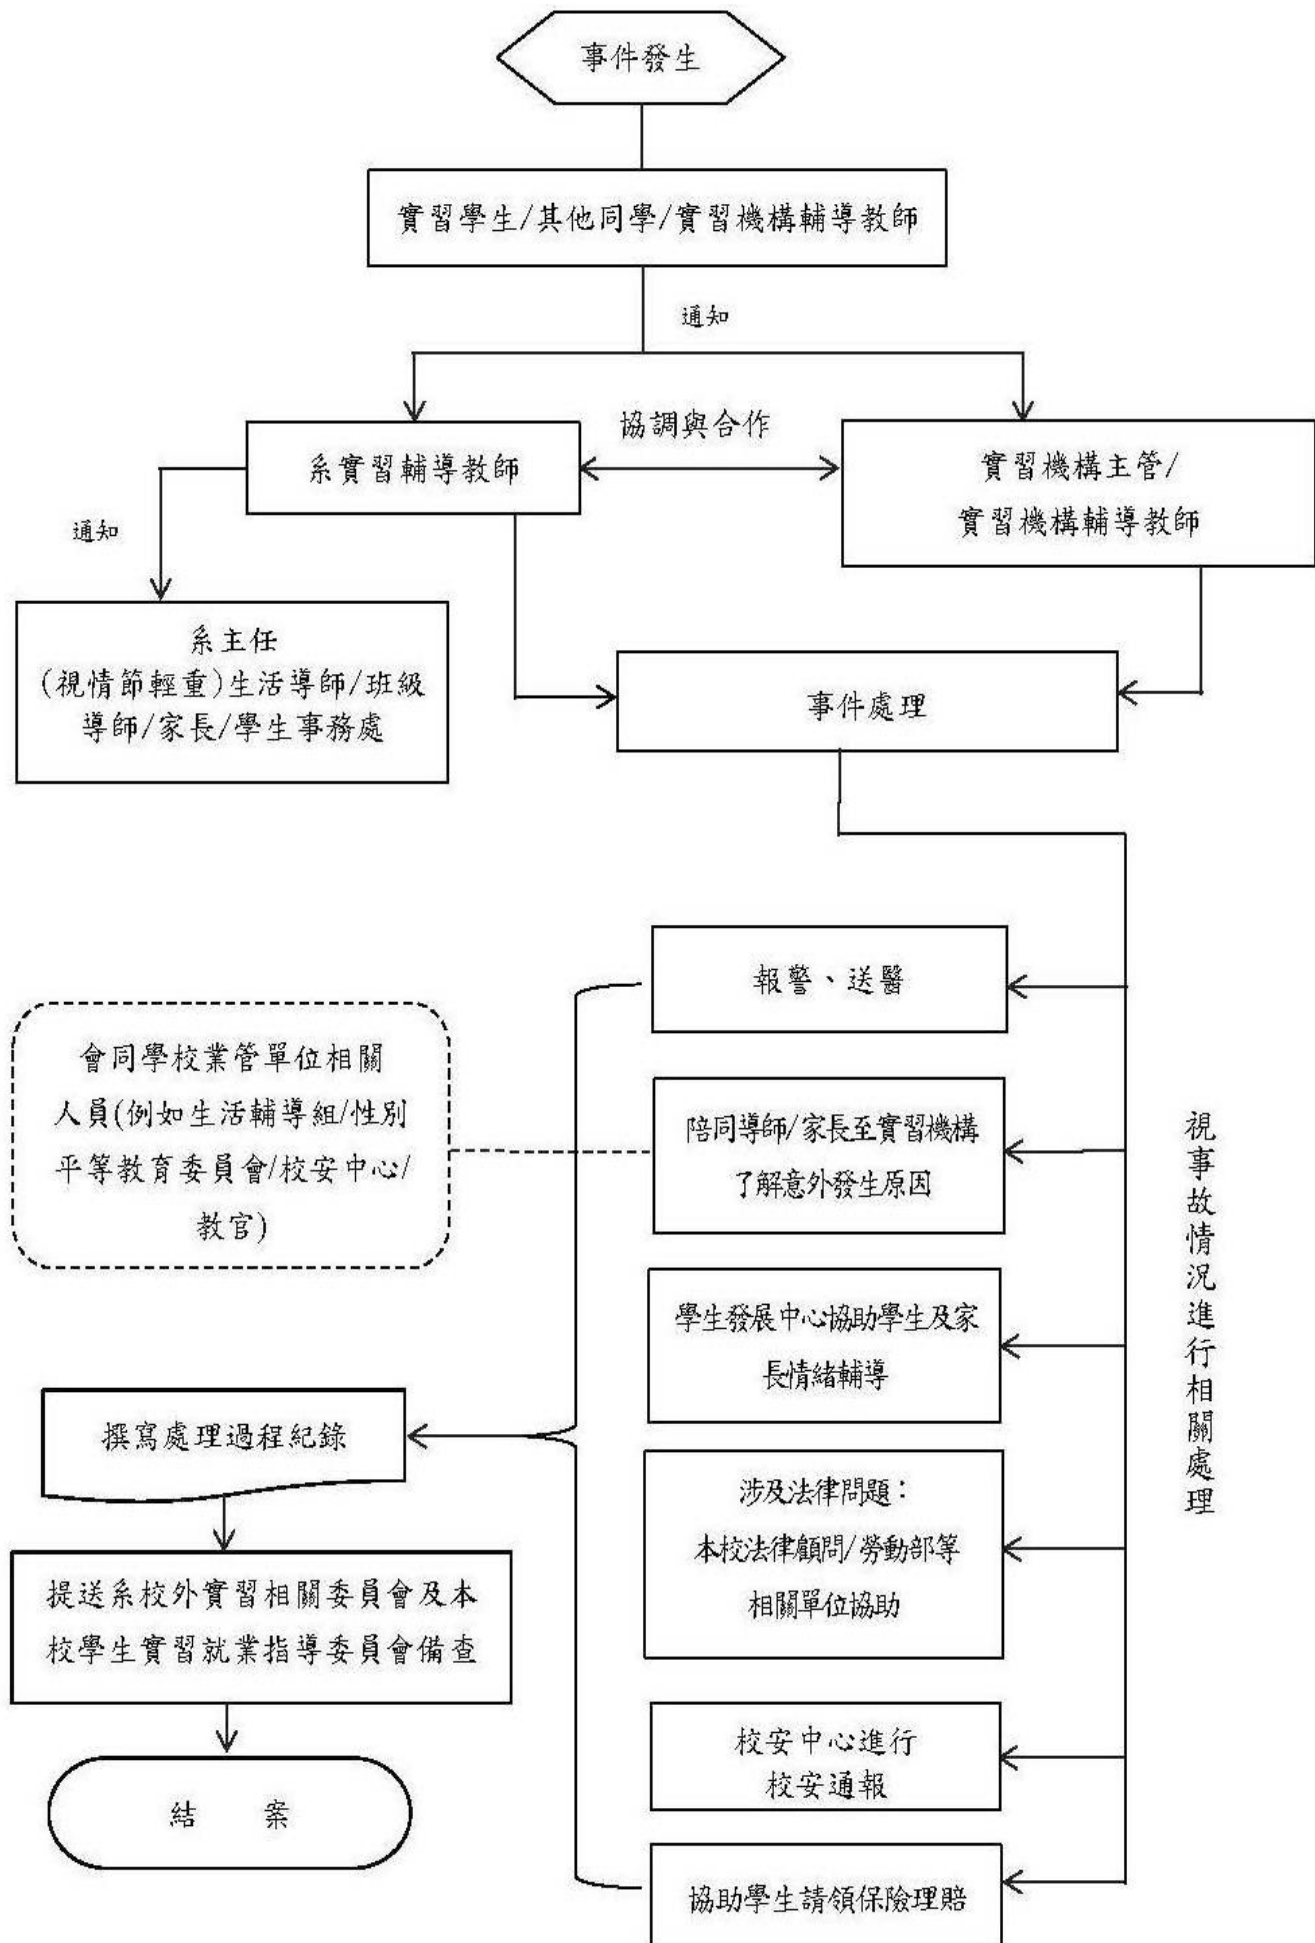 事件發生
實習學生/其他同學/實習機構輔導教師
通知
協調與合作
系實習輔導教師
實習機構主管/
實習機構輔導教師
通知
系主任
(視情節輕重)生活導師/班級
導師/家長/學生事務處
事件處理
視事故情況進行相關處理
報警、送醫
會同學校業管單位相關
人員(例如生活輔導組/性別
平等教育委員會/校安中心/
教官)
陪同導師/家長至實習機構
了解意外發生原因
學生發展中心協助學生及家
長情緒輔導
撰寫處理過程紀錄
涉及法律問題：
本校法律顧問/勞動部等
相關單位協助
提送系校外實習相關委員會及本
校學生實習就業指導委員會備查
校安中心進行
校安通報
結 案
協助學生請領保險理賠